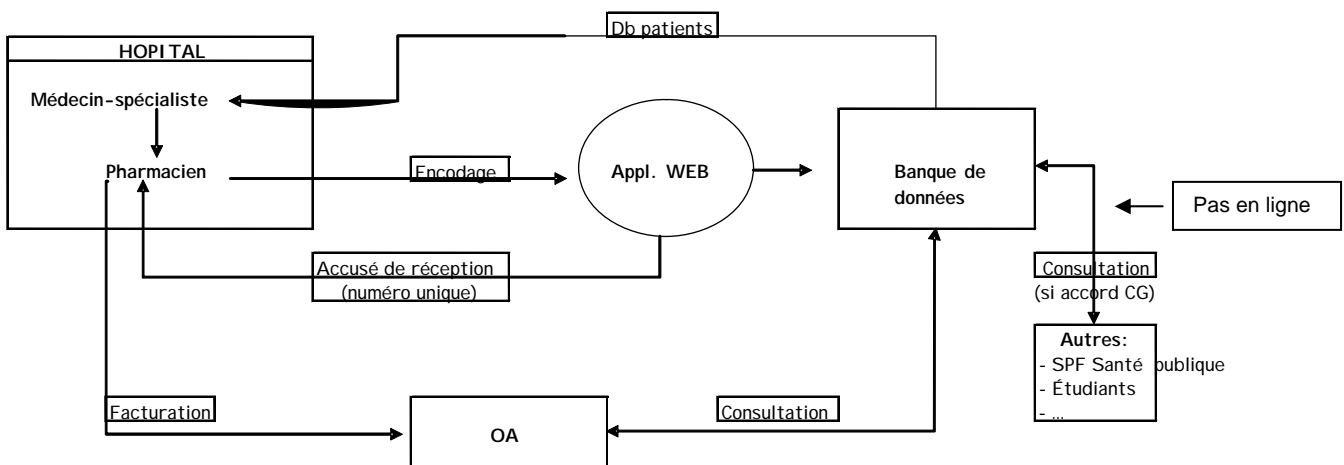 Db patients
HOPITAL
Médecin-spécialiste
Pharmacien
Encodage
Appl. WEB
Banque de
données
Pas en ligne
Accusé de réception
(numéro unique)
Consultation
(si accord CG)
Autres:
- SPF Santé publique
- Étudiants
- ...
Facturation
OA
Consultation